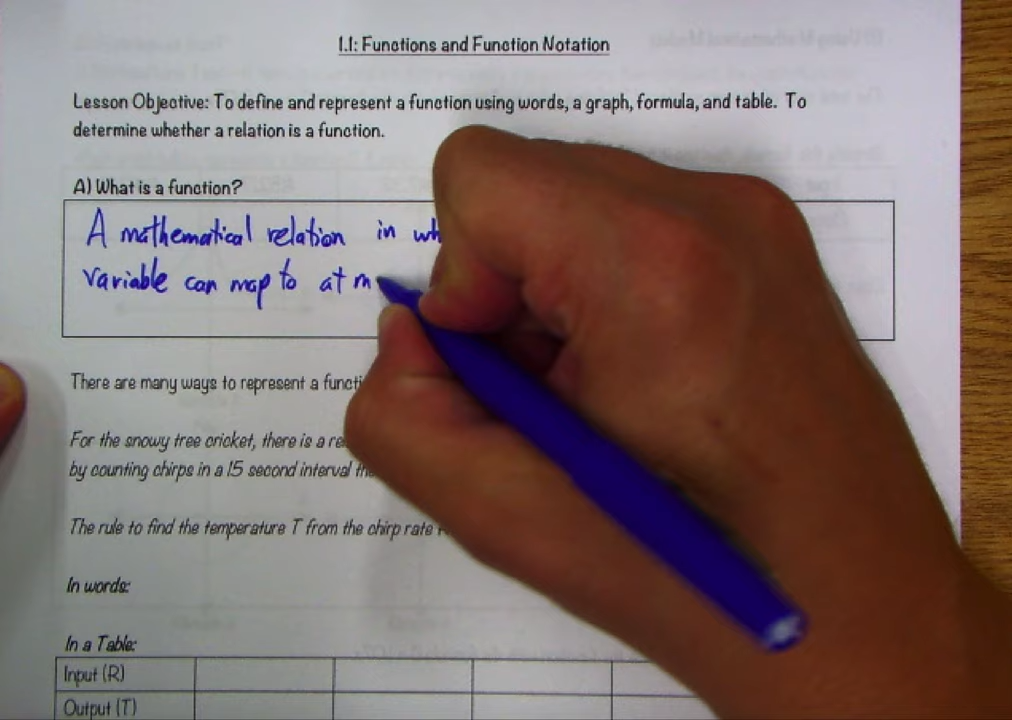 1.1: Functions and Function Notation
Lesson Objective: To define and represent a function using words, a graph, formula, and table. To
determine whether a relation is a function.
A) What is a function?
A mathematical relation in wh
variable can map to at m
There are many ways to represent a functi
For the snowy tree cricket, there is a re
by counting chirps in a 15 second interval
The rule to find the temperature T from the chirp rate
In words:
In a Table:
Input (R)
Output (T)